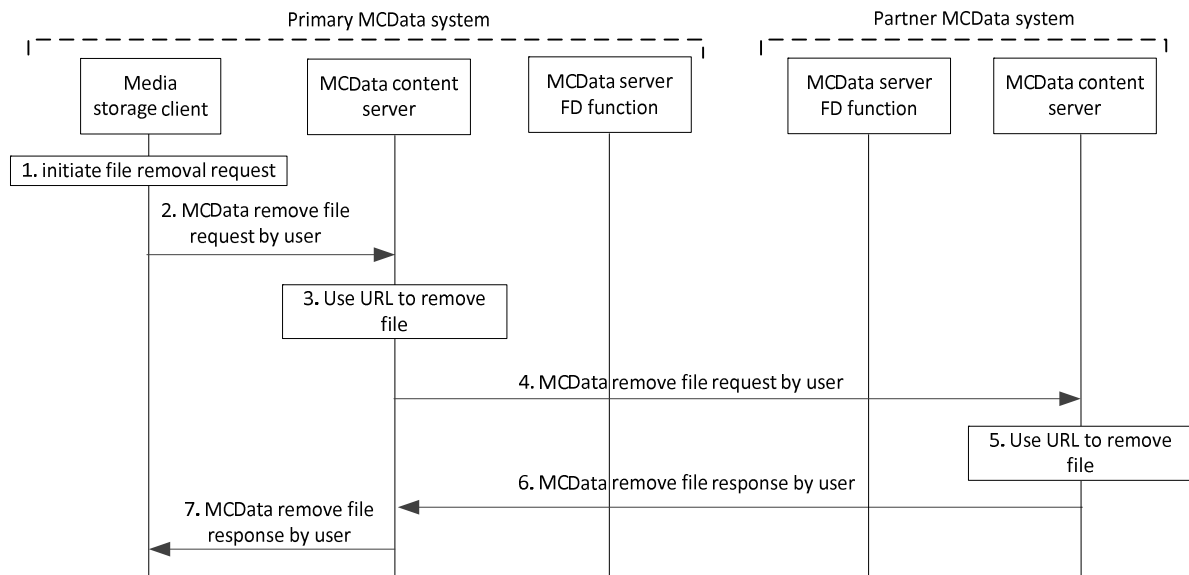 Primary MCData system
Partner MCData system
Media
storage client
MCData content
server
MCData server
FD function
MCData server
FD function
MCData content
server
1. initiate file removal request
2. MCData remove file
request by user
3. Use URL to remove
file
4. MCData remove file request by user
5. Use URL to remove
file
6. MCData remove file response by user
7. MCData remove file
response by user